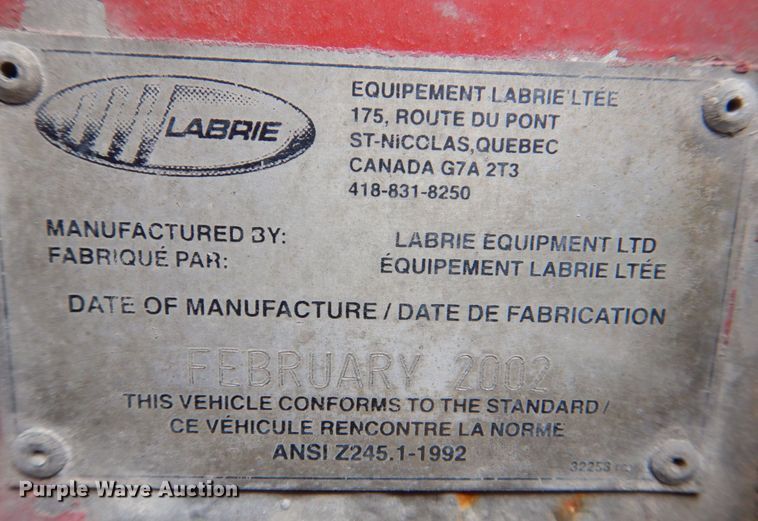 LABRIE
EQUIPEMENT LABRIE LTÉE
175, ROUTE DU PONT
ST-NICOLAS, QUEBEC
CANADA G7A 2T3
418-831-8250
MANUFACTURED BY: LABRIE EQUIPMENT LTD
FABRIQUÉ PAR: ÉQUIPEMENT LABRIE LTÉE
DATE OF MANUFACTURE / DATE DE FABRICATION
FEBRUARY 2002
THIS VEHICLE CONFORMS TO THE STANDARD /
CE VÉHICULE RENCONTRE LA NORME
ANSI Z245.1-1992
32253
Purple Wave Auction